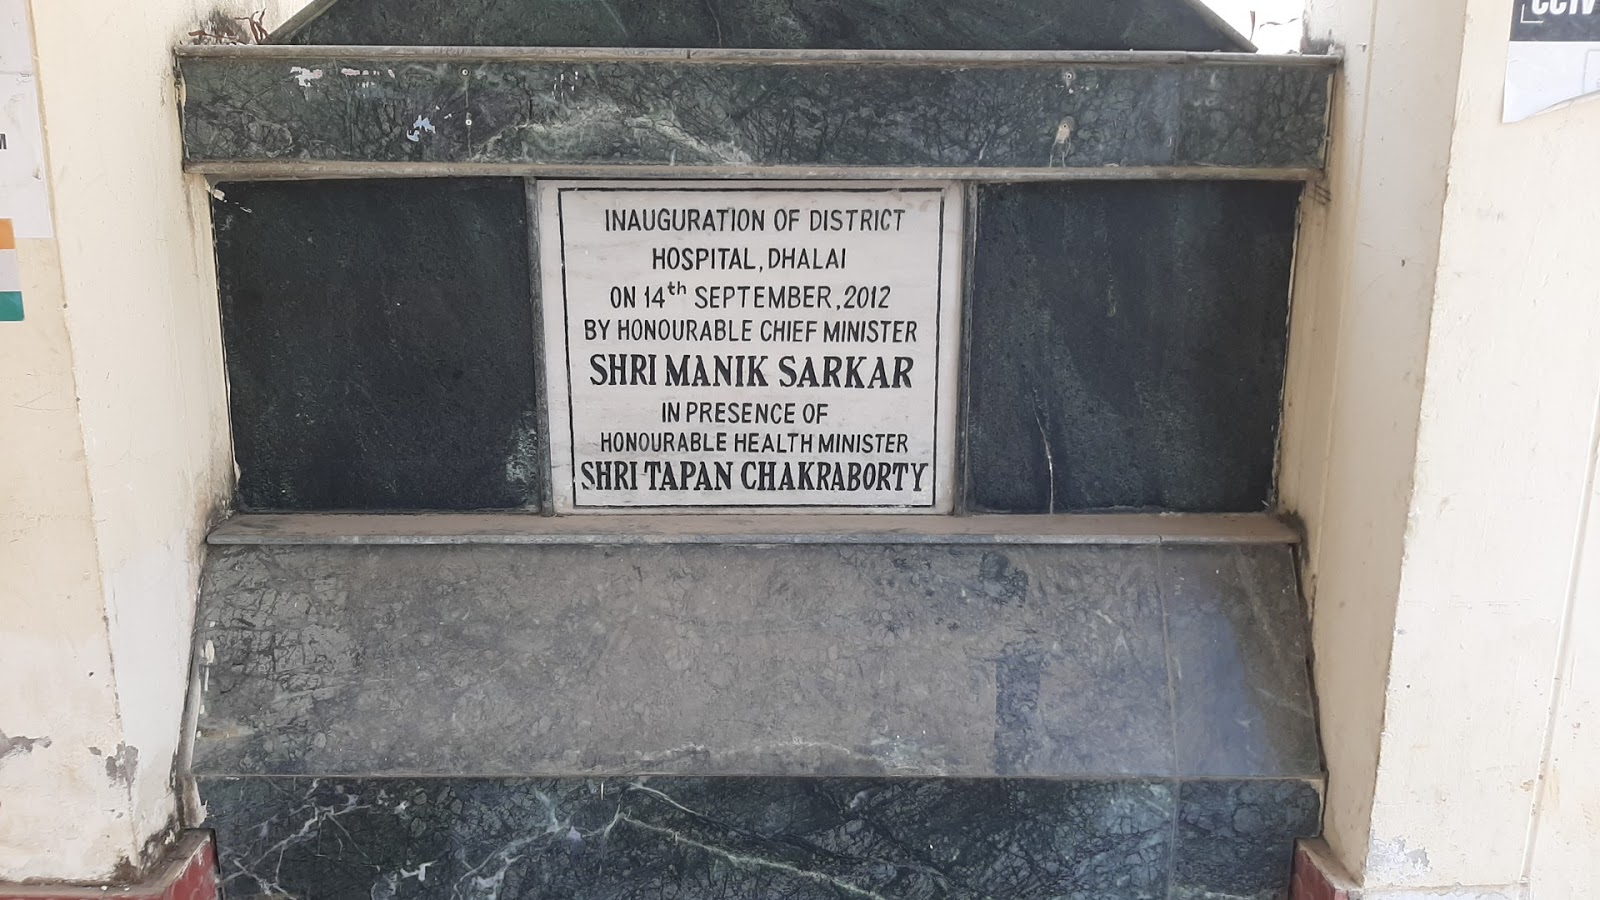 CCTV
INAUGURATION OF DISTRICT
HOSPITAL, DHALAI
ON 14th SEPTEMBER, 2012
BY HONOURABLE CHIEF MINISTER
SHRI MANIK SARKAR
IN PRESENCE OF
HONOURABLE HEALTH MINISTER
SHRI TAPAN CHAKRABORTY